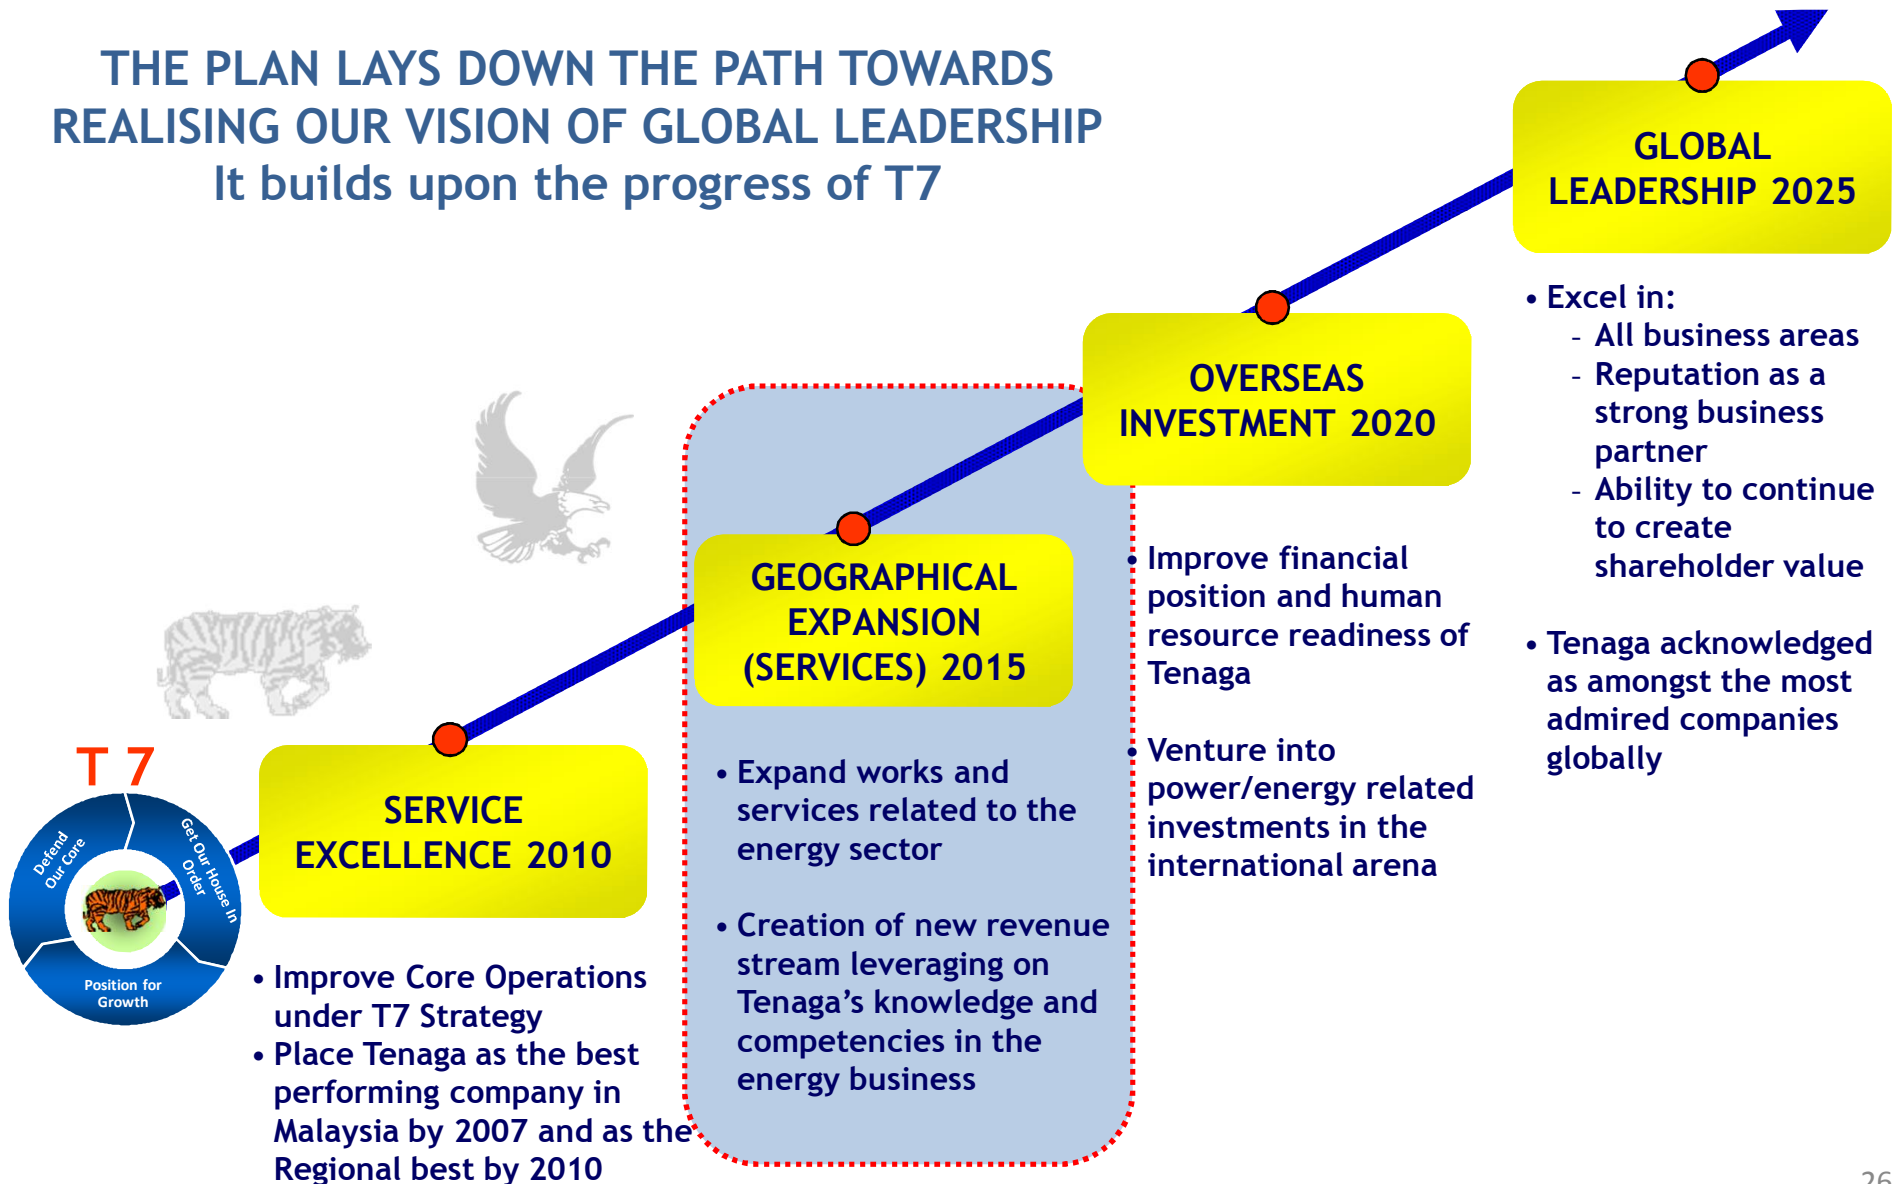 THE PLAN LAYS DOWN THE PATH TOWARDS
REALISING OUR VISION OF GLOBAL LEADERSHIP
It builds upon the progress of T7
T 7
Defend
Our Core
Get Our House In
Order
Position for
Growth
SERVICE
EXCELLENCE 2010
• Improve Core Operations
under T7 Strategy
• Place Tenaga as the best
performing company in
Malaysia by 2007 and as the
Regional best by 2010
GEOGRAPHICAL
EXPANSION
(SERVICES) 2015
• Expand works and
services related to the
energy sector
• Creation of new revenue
stream leveraging on
Tenaga’s knowledge and
competencies in the
energy business
OVERSEAS
INVESTMENT 2020
• Improve financial
position and human
resource readiness of
Tenaga
• Venture into
power/energy related
investments in the
international arena
GLOBAL
LEADERSHIP 2025
• Excel in:
- All business areas
- Reputation as a
strong business
partner
- Ability to continue
to create
shareholder value
• Tenaga acknowledged
as amongst the most
admired companies
globally
26